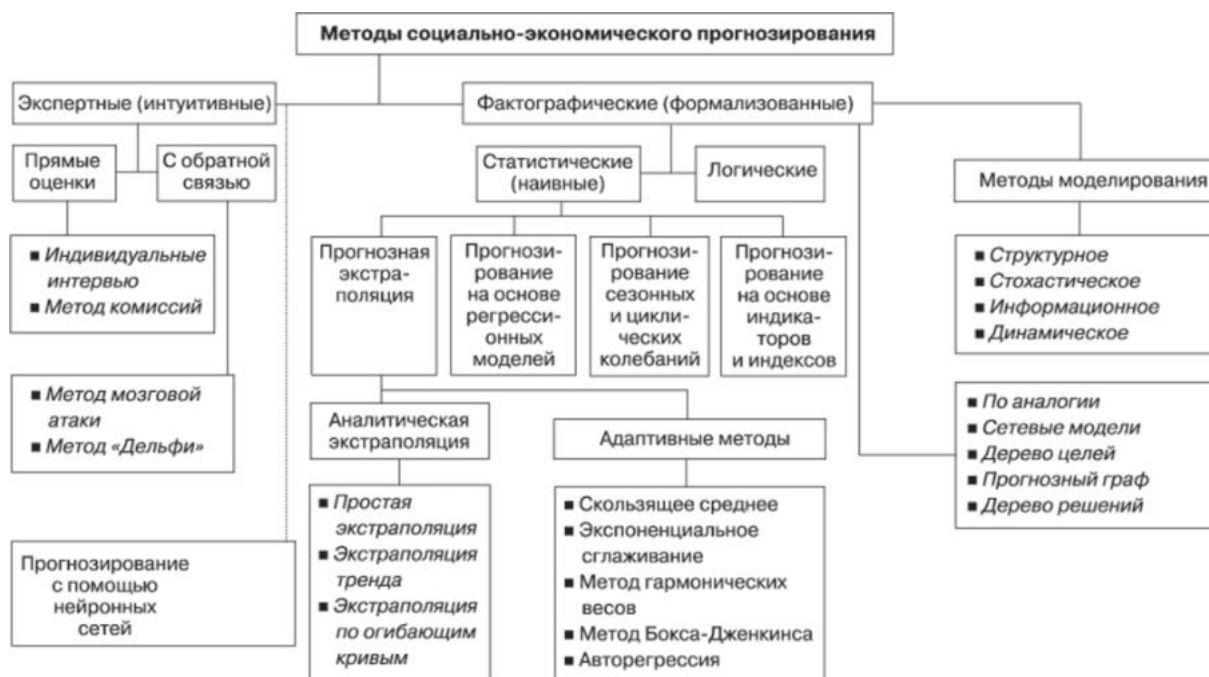 Методы социально-экономического прогнозирования
Экспертные (интуитивные)
Фактографические (формализованные)
Прямые
оценки
С обратной
связью
Статистические
(наивные)
Логические
Методы моделирования
■ Индивидуальные
интервью
■ Метод комиссий
Прогнозная
экстра-
поляция
Прогнози-
рование
на основе
регрессі-
онных
моделей
Прогнози-
рование
сезонных
и цикли-
ческих
колебаний
Прогнози-
рование
на основе
индика-
торов
и индексов
■ Структурное
■ Стохастическое
■ Информационное
■ Динамическое
■ Метод мозговой
атаки
■ Метод «Дельфи»
Аналитическая
экстраполяция
Адаптивные методы
■ По аналогии
■ Сетевые модели
■ Дерево целей
■ Прогнозный граф
■ Дерево решений
■ Простая
экстраполяция
■ Экстраполяция
тренда
■ Экстраполяция
по огибающим
кривым
■ Скользящее среднее
■ Экспоненциальное
сглаживание
■ Метод гармонических
весов
■ Метод Бокса-Дженкинса
■ Авторегрессия
Прогнозирование
с помощью
нейронных
сетей